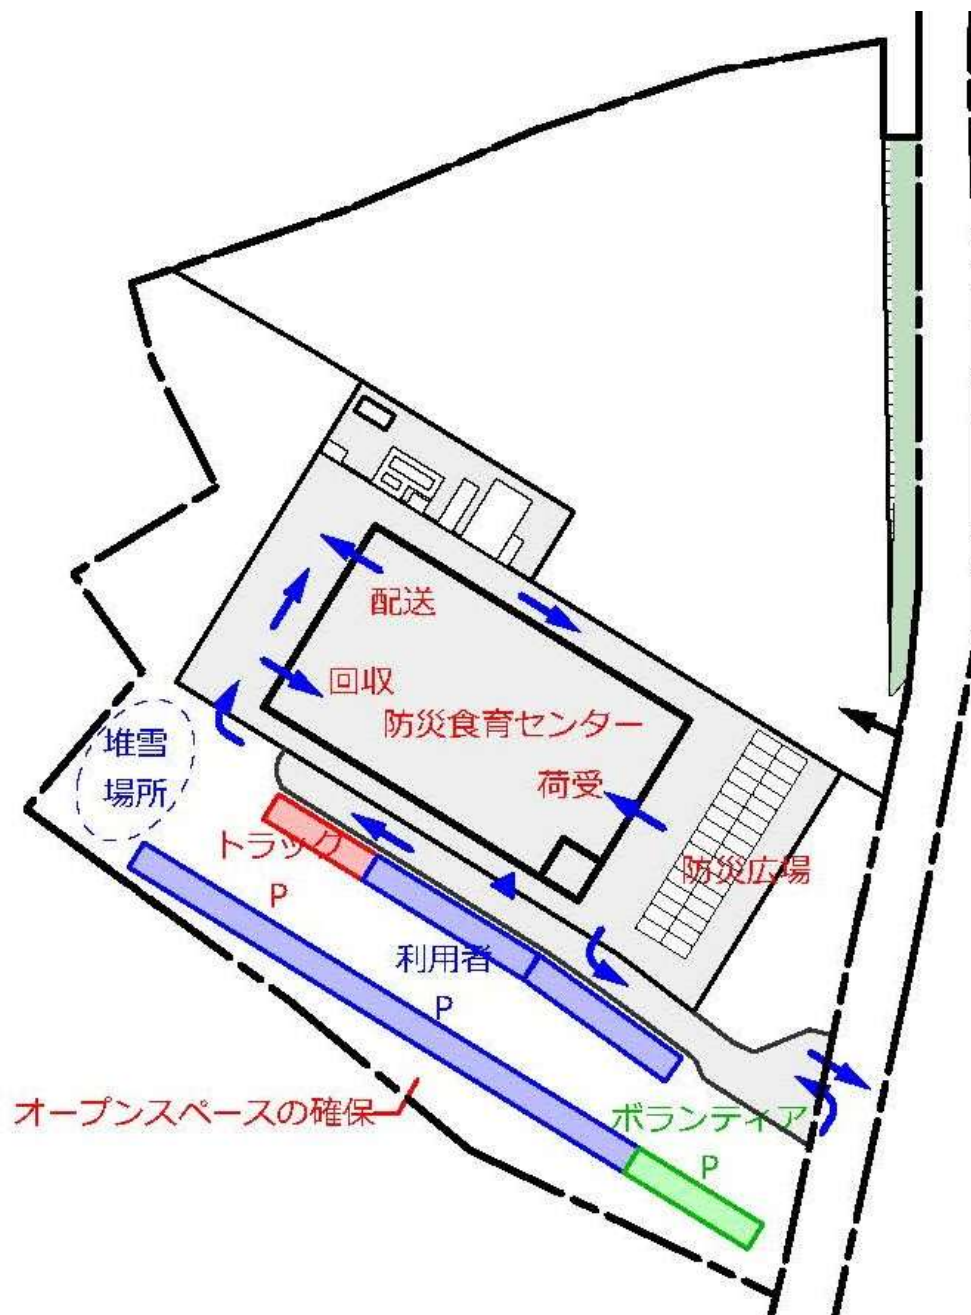 配送
回収
防災食育センター
堆雪
場所
荷受
トラック
P
防災広場
利用者
P
オープンスペースの確保
ボランティア
P